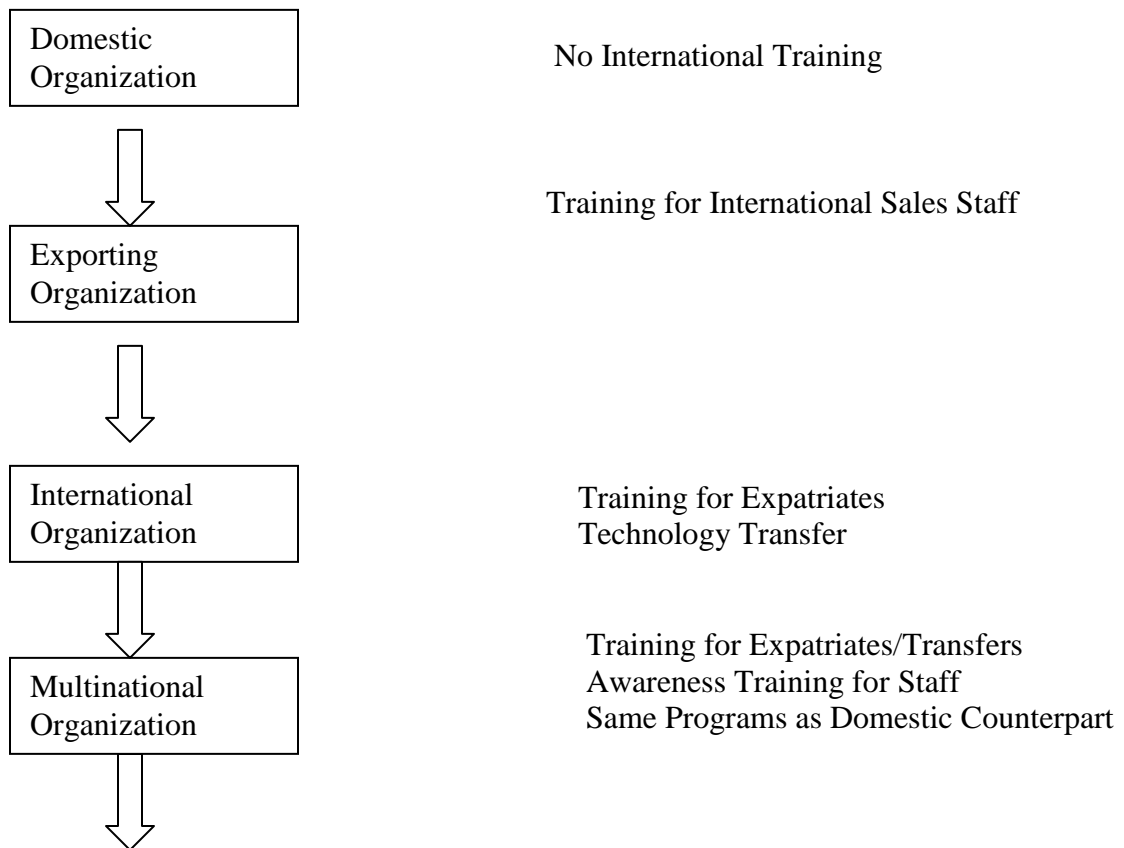 Domestic
Organization
No International Training
Training for International Sales Staff
Exporting
Organization
International
Organization
Training for Expatriates
Technology Transfer
Training for Expatriates/Transfers
Awareness Training for Staff
Same Programs as Domestic Counterpart
Multinational
Organization